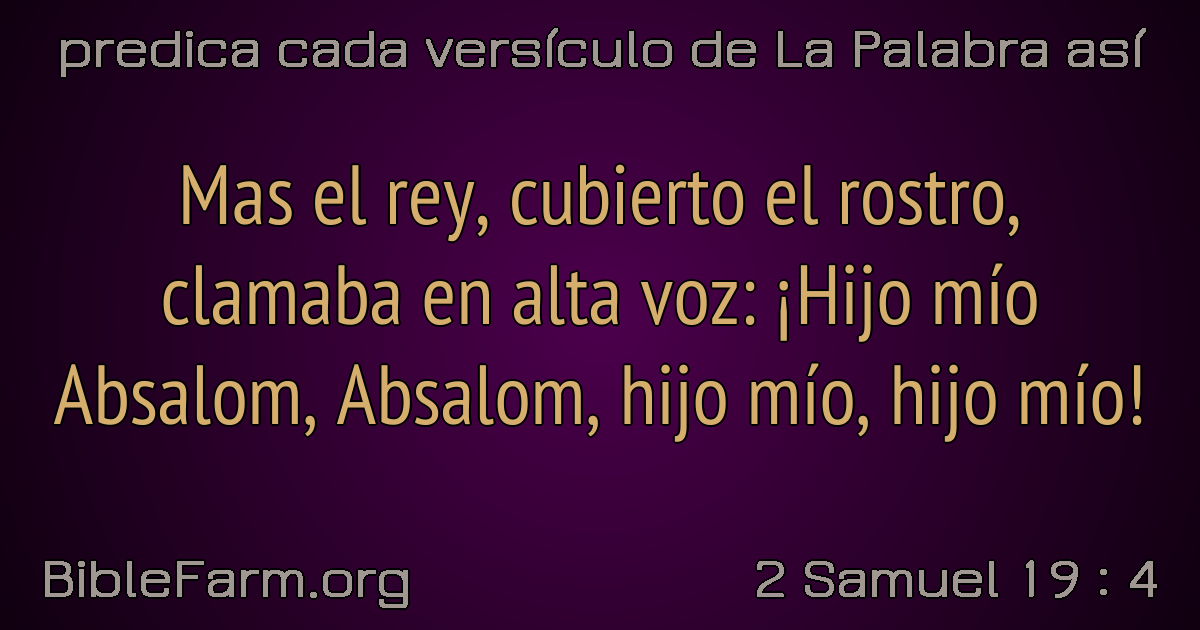 predica cada versículo de La Palabra así
Mas el rey, cubierto el rostro,
clamaba en alta voz: ¡Hijo mío
Absalom, Absalom, hijo mío, hijo mío!
BibleFarm.org
2 Samuel 19 : 4